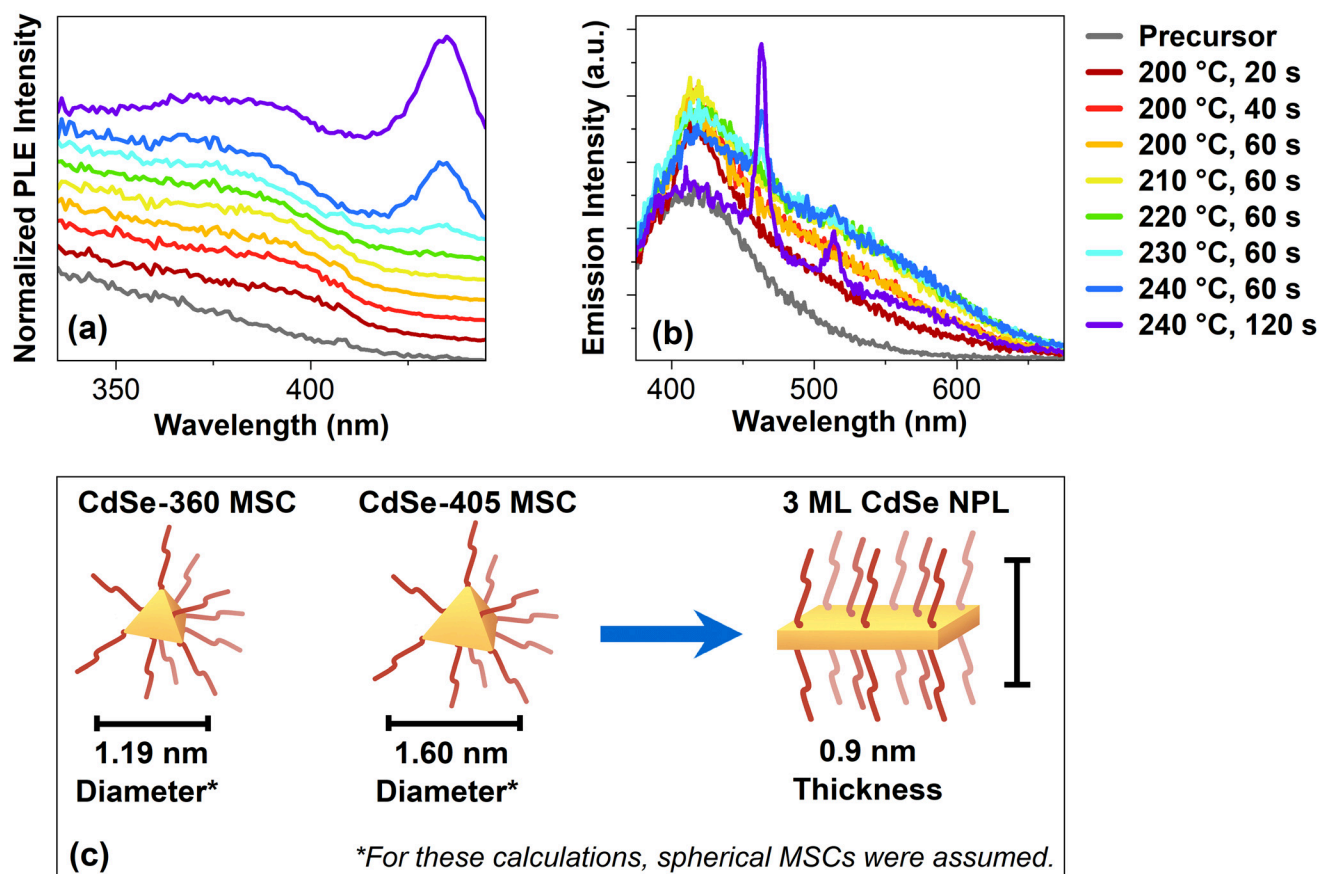 Normalized PLE Intensity
(a)
350
400
Wavelength (nm)
Emission Intensity (a.u.)
(b)
400
500
600
Wavelength (nm)
Precursor
200 °C, 20 s
200 °C, 40 s
200 °C, 60 s
210 °C, 60 s
220 °C, 60 s
230 °C, 60 s
240 °C, 60 s
240 °C, 120 s
CdSe-360 MSC
CdSe-405 MSC
3 ML CdSe NPL
1.19 nm
Diameter*
1.60 nm
Diameter*
0.9 nm
Thickness
(c)
*For these calculations, spherical MSCs were assumed.